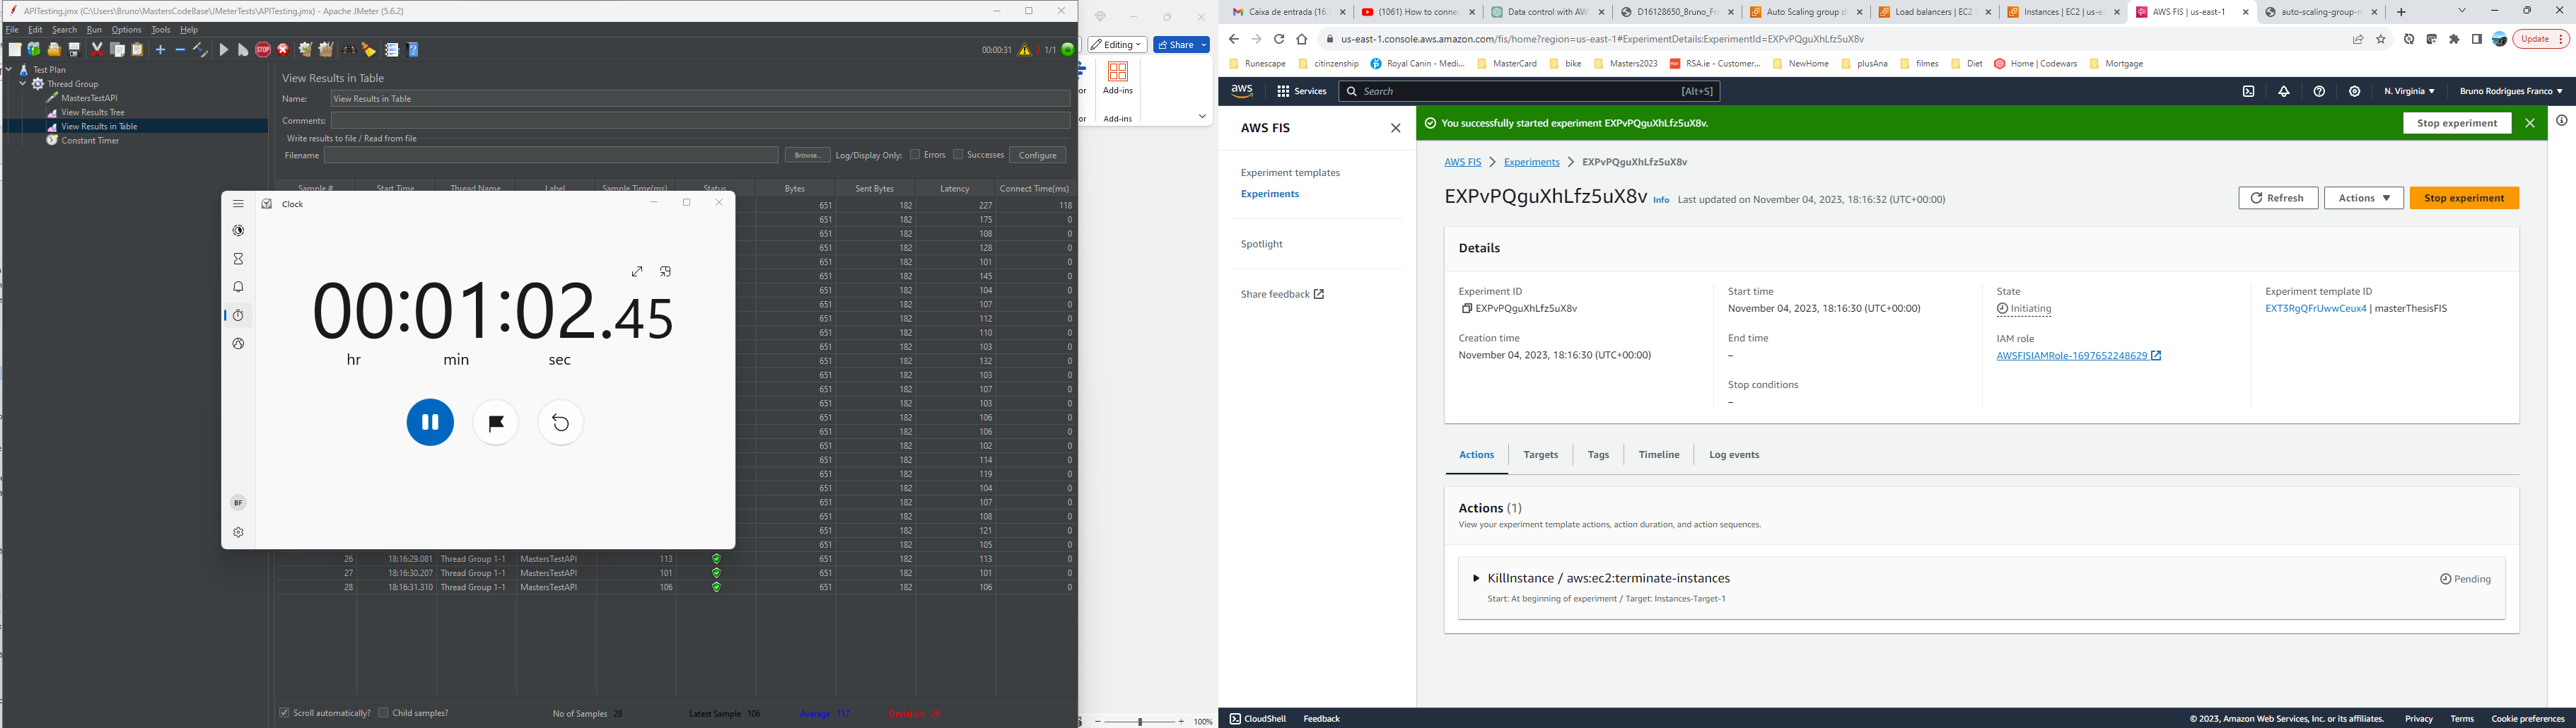 APITesting.jmx (C:\Users\Bruno\MastersCodeBase\JMeterTests\APITesting.jmx) - Apache JMeter (5.6.2)
File Edit Search Run Options Tools Help
00:00:31 2 1/1
Test Plan
Thread Group
MastersTestAPI
View Results Tree
View Results in Table
Constant Timer
View Results in Table
Name: View Results in Table
Comments:
Write results to file / Read from file
Filename Browse... Log/Display Only: Errors Successes Configure
Sample # Start Time Thread Name Label Sample Time(ms) Status Bytes Sent Bytes Latency Connect Time(ms)
651 182 227 118
651 182 175 0
651 182 108 0
651 182 128 0
651 182 101 0
651 182 145 0
651 182 104 0
651 182 107 0
651 182 112 0
651 182 110 0
651 182 103 0
651 182 132 0
651 182 103 0
651 182 107 0
651 182 103 0
651 182 106 0
651 182 106 0
651 182 102 0
651 182 114 0
651 182 119 0
651 182 104 0
651 182 107 0
651 182 108 0
651 182 121 0
651 182 105 0
26 18:16:29.081 Thread Group 1-1 MastersTestAPI 113 651 182 113 0
27 18:16:30.207 Thread Group 1-1 MastersTestAPI 101 651 182 101 0
28 18:16:31.310 Thread Group 1-1 MastersTestAPI 106 651 182 106 0
Scroll automatically? Child samples? No of Samples 28 Latest Sample 106 Average 117 Deviation 26
Clock
00:01:02.45
hr min sec
BF
Editing
Share
or Add-ins
or Add-ins
100%
Caixa de entrada (16. (1061) How to conne Data control with AW D16128650_Bruno_Fr Auto Scaling group d Load balancers | EC2 Instances | EC2 | us-e AWS FIS | us-east-1 auto-scaling-group-m
us-east-1.console.aws.amazon.com/fis/home?region=us-east-1#ExperimentDetails:ExperimentId=EXPvPQguXhLfz5uX8v
Update
Runescape citinzenship Royal Canin - Medi... MasterCard bike Masters2023 RSA.ie - Customer... NewHome plusAna filmes Diet Home | Codewars Mortgage
aws Services Search [Alt+S] N. Virginia Bruno Rodrigues Franco
AWS FIS
Experiment templates
Experiments
Spotlight
Share feedback
You successfully started experiment EXPvPQguXhLfz5uX8v.
Stop experiment
AWS FIS Experiments EXPvPQguXhLfz5uX8v
EXPvPQguXhLfz5uX8v Info Last updated on November 04, 2023, 18:16:32 (UTC+00:00)
Refresh Actions Stop experiment
Details
Experiment ID
EXPvPQguXhLfz5uX8v
Creation time
November 04, 2023, 18:16:30 (UTC+00:00)
Start time
November 04, 2023, 18:16:30 (UTC+00:00)
End time
–
Stop conditions
–
State
Initiating
IAM role
AWSFISIAMRole-1697652248629
Experiment template ID
EXT3RgQFrUwwCeux4 | masterThesisFIS
Actions Targets Tags Timeline Log events
Actions (1)
View your experiment template actions, action duration, and action sequences.
KillInstance / aws:ec2:terminate-instances
Pending
Start: At beginning of experiment / Target: Instances-Target-1
CloudShell Feedback © 2023, Amazon Web Services, Inc. or its affiliates. Privacy Terms Cookie preferences